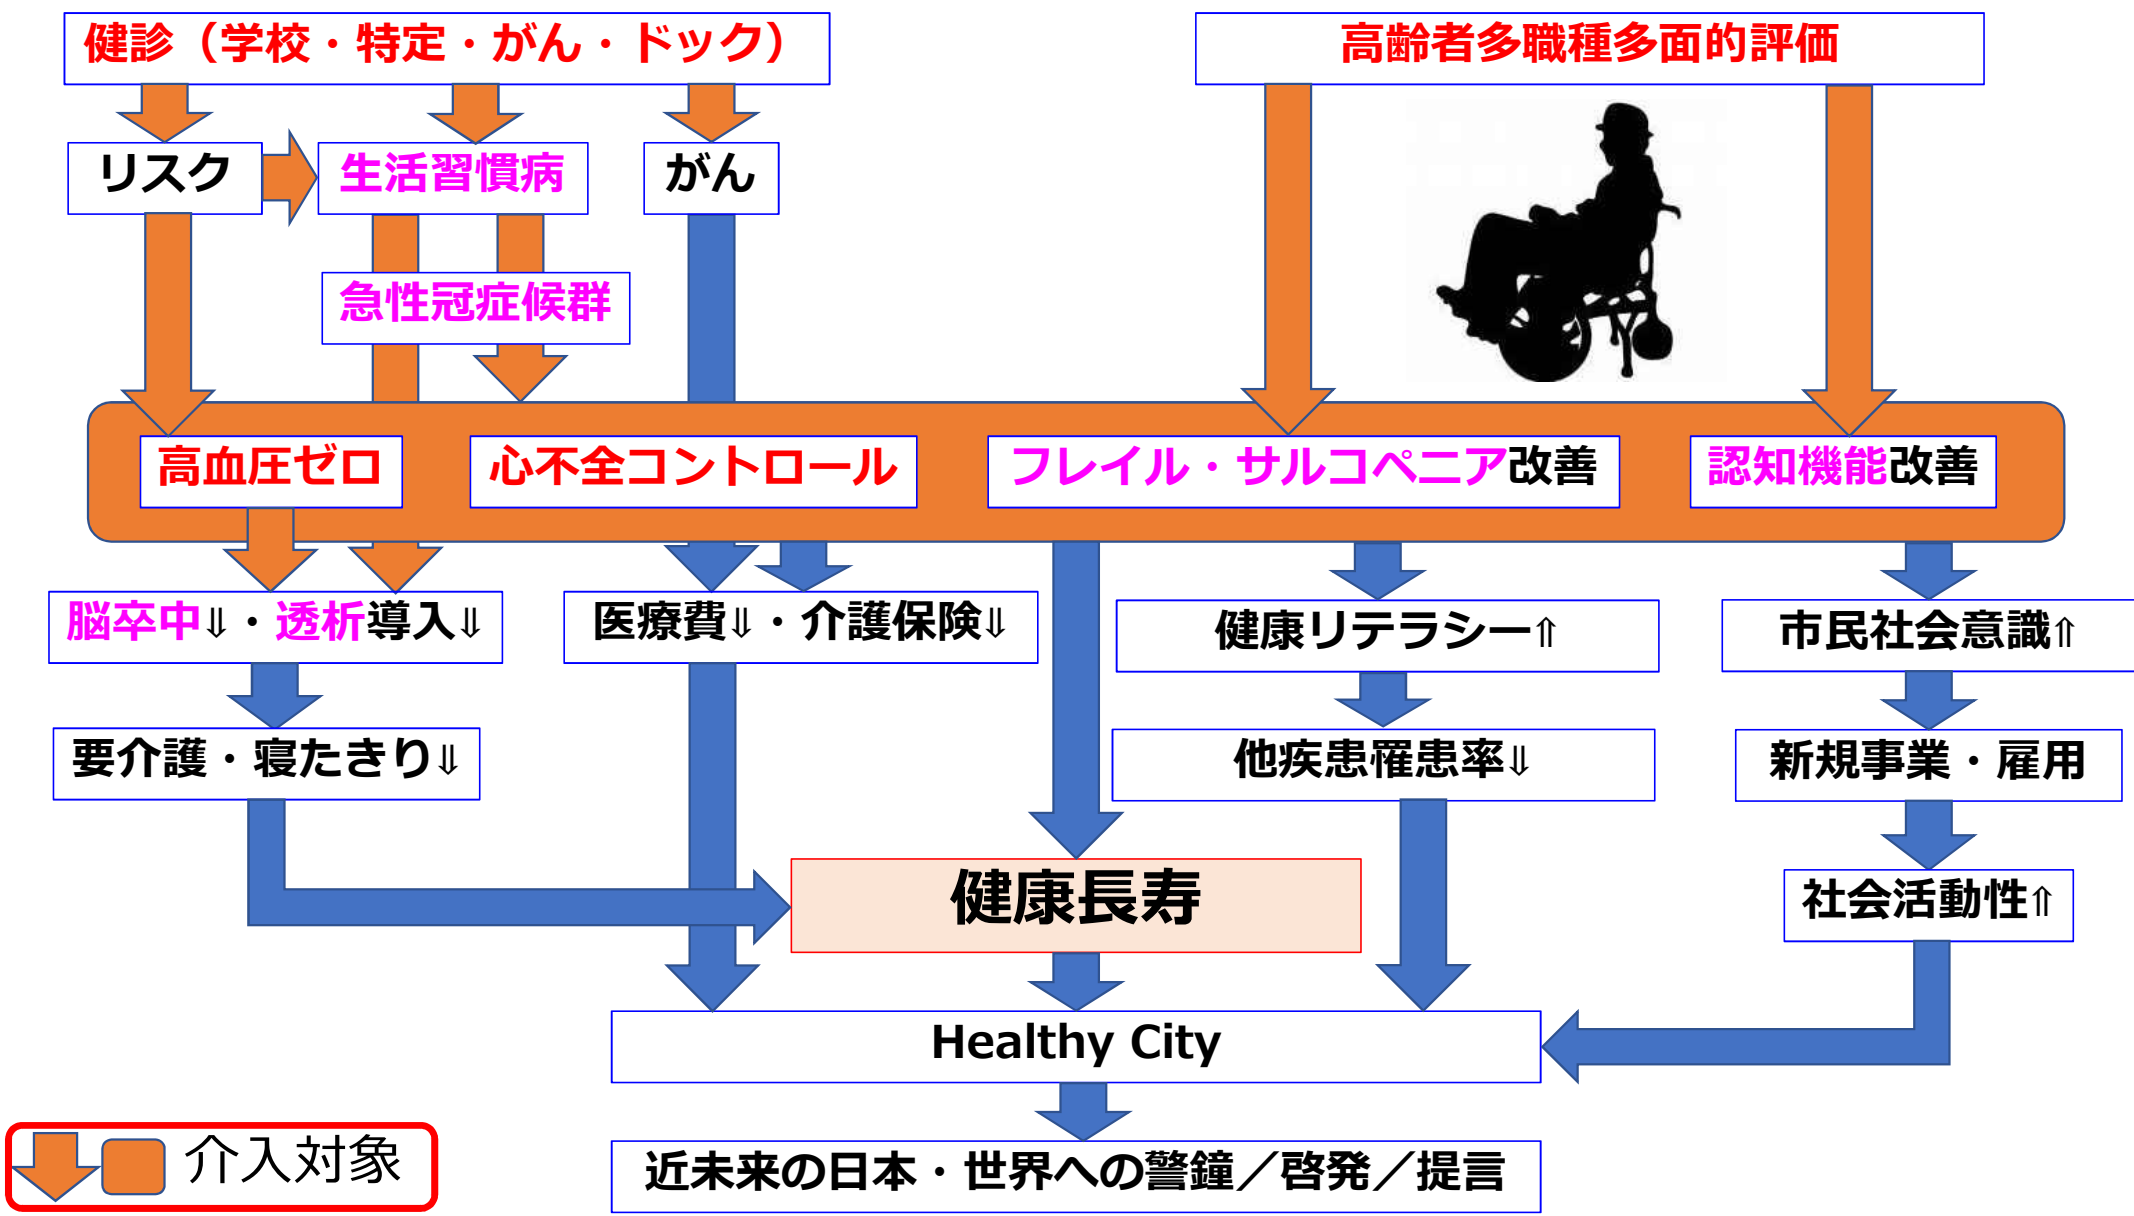 健診（学校・特定・がん・ドック）
高齢者多職種多面的評価
リスク
生活習慣病
がん
急性冠症候群
高血圧ゼロ
心不全コントロール
フレイル・サルコペニア改善
認知機能改善
脳卒中⇓・透析導入⇓
医療費⇓・介護保険⇓
健康リテラシー⇑
市民社会意識⇑
要介護・寝たきり⇓
他疾患罹患率⇓
新規事業・雇用
健康長寿
社会活動性⇑
Healthy City
介入対象
近未来の日本・世界への警鐘／啓発／提言